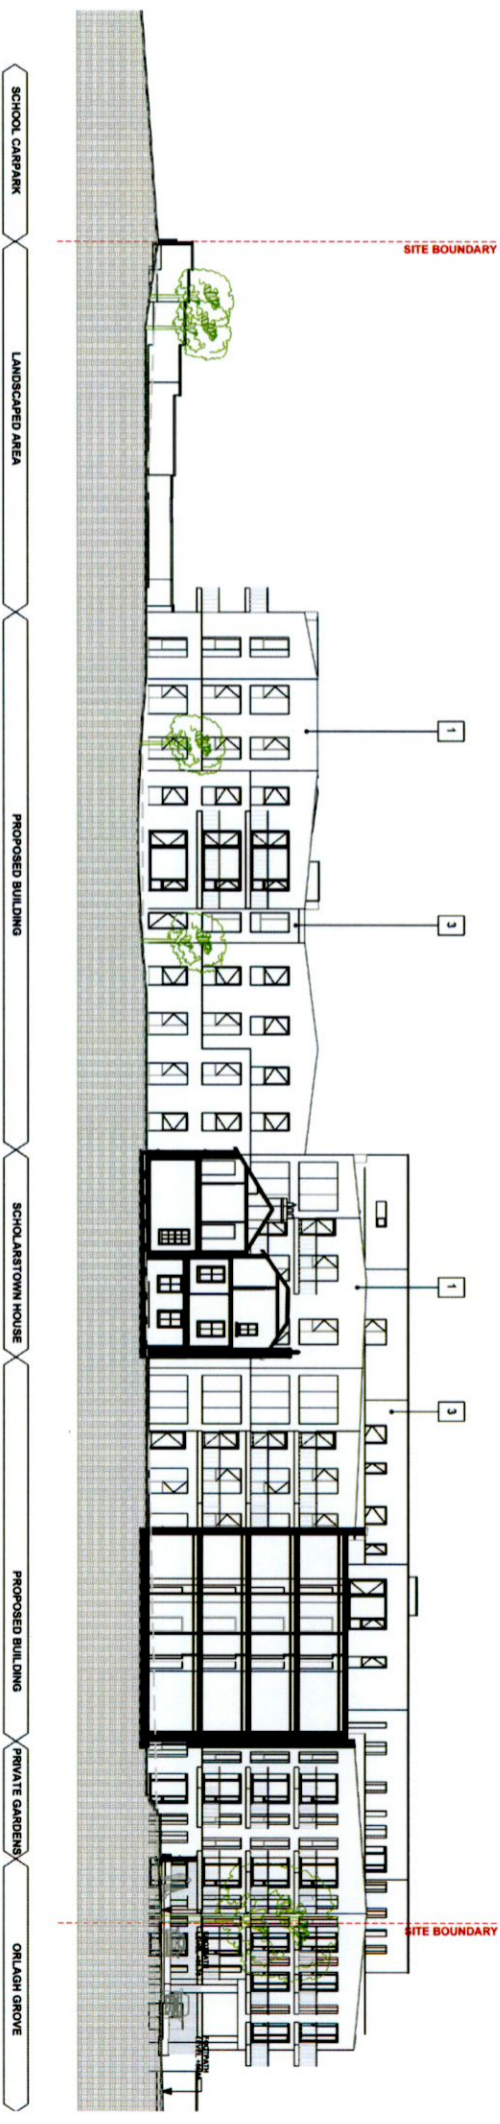 SITE BOUNDARY
SITE BOUNDARY
1
3
1
3
SCHOOL CARPARK
LANDSCAPED AREA
PROPOSED BUILDING
SCHOLARSTOWN HOUSE
PROPOSED BUILDING
PRIVATE GARDENS
ORLAGH GROVE
FOOTPATH